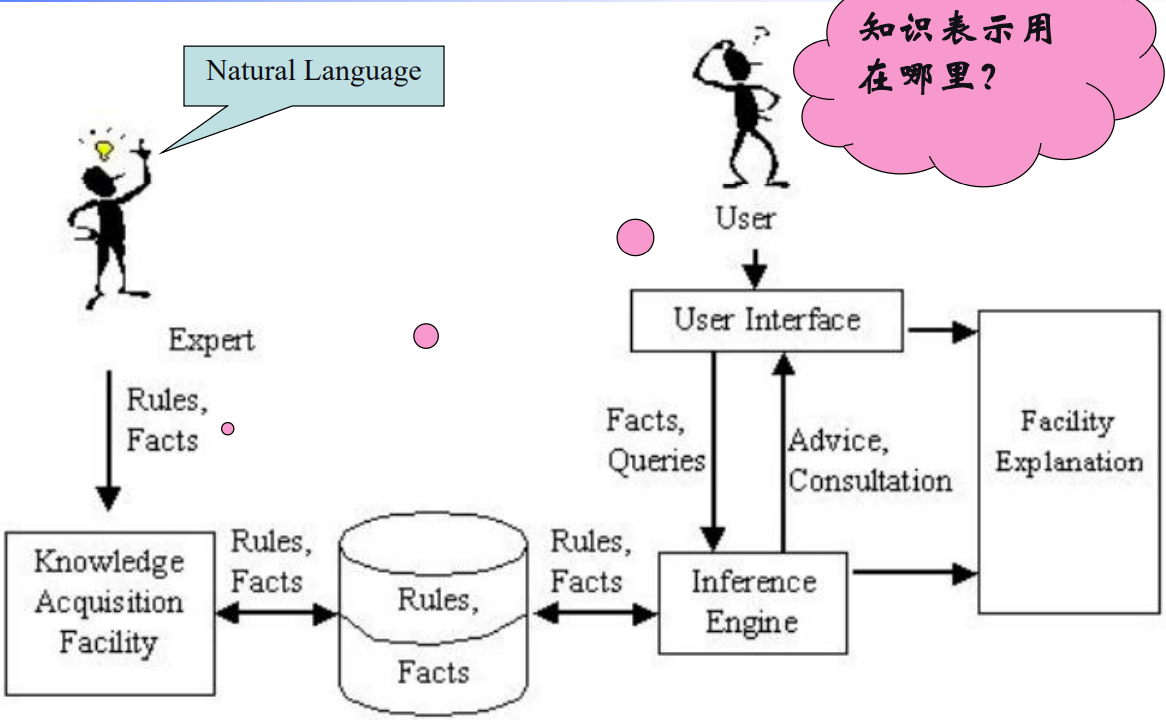 知识表示用
在哪里?
Natural Language
User
User Interface
Expert
Rules,
Facts
Facts,
Queries
Advice,
Consultation
Facility
Explanation
Knowledge
Acquisition
Facility
Rules,
Facts
Rules,
Facts
Rules,
Facts
Inference
Engine